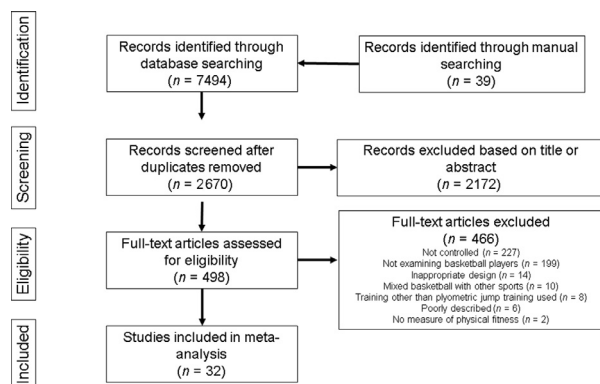 Identification
Records identified through
database searching
(n = 7494)
Records identified through manual
searching
(n = 39)
Screening
Records screened after
duplicates removed
(n = 2670)
Records excluded based on title or
abstract
(n = 2172)
Eligibility
Full-text articles assessed
for eligibility
(n = 498)
Full-text articles excluded
(n = 466)
Not controlled (n = 227)
Not examining basketball players (n = 199)
Inappropriate design (n = 14)
Mixed basketball with other sports (n = 10)
Training other than plyometric jump training used (n = 8)
Poorly described (n = 6)
No measure of physical fitness (n = 2)
Included
Studies included in meta-
analysis
(n = 32)